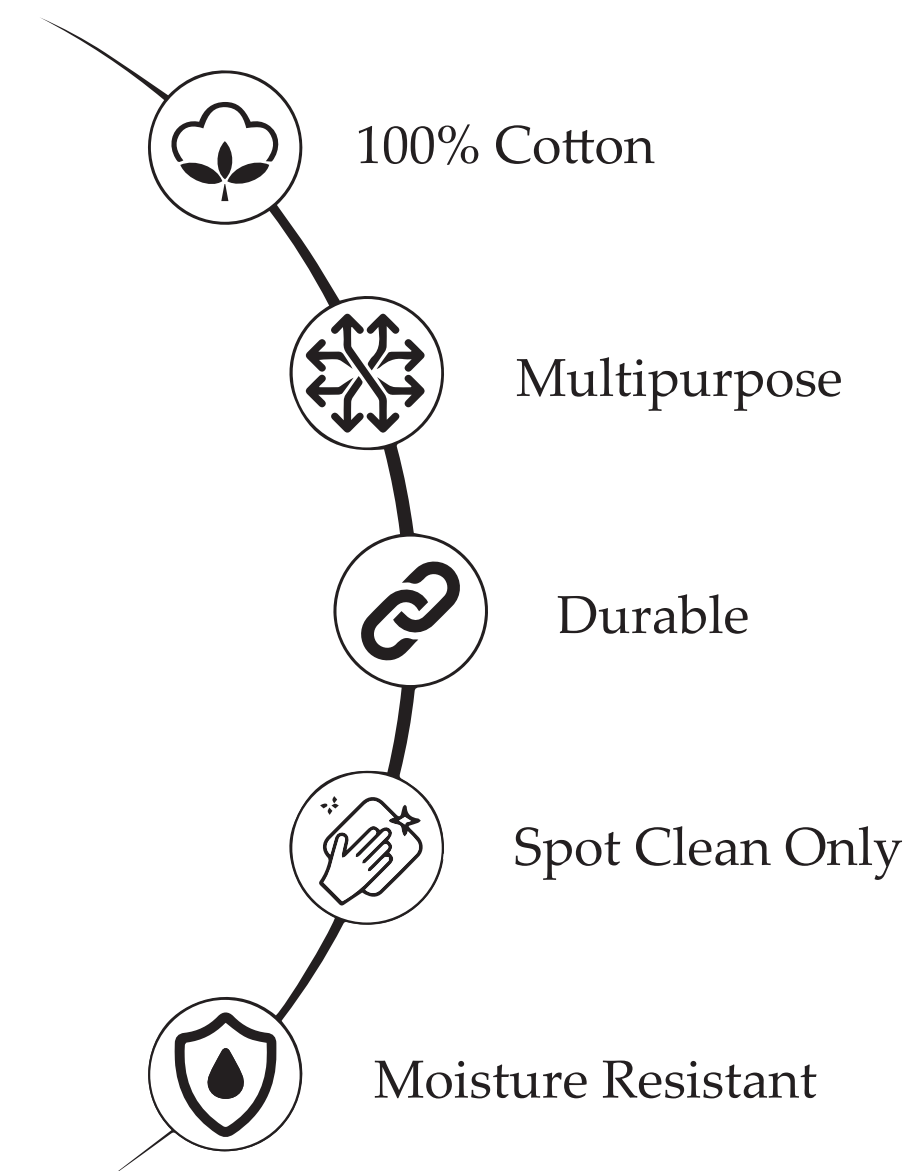 100% Cotton
Multipurpose
Durable
Spot Clean Only
Moisture Resistant